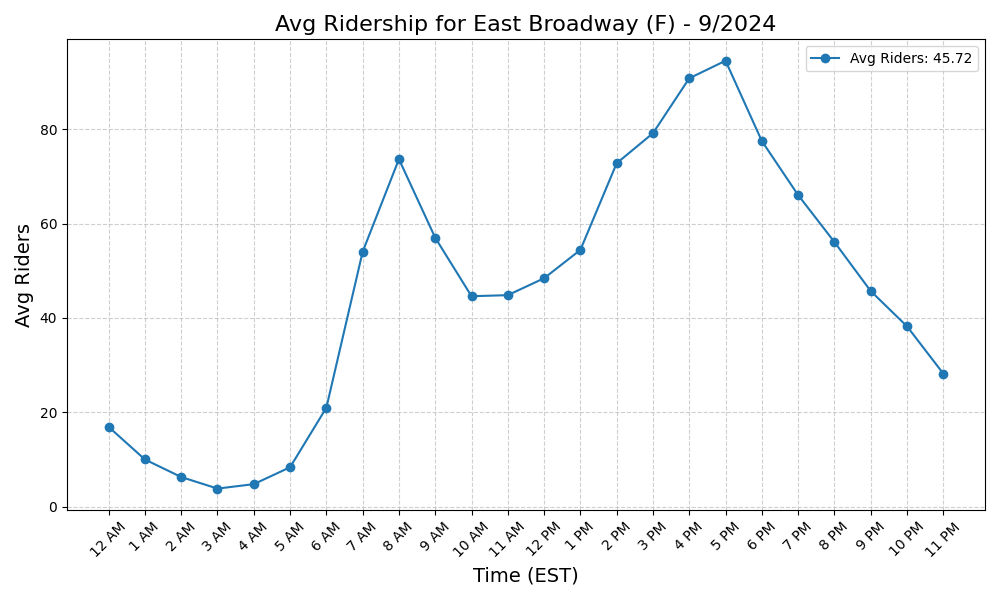 Avg Ridership for East Broadway (F) - 9/2024
Avg Riders: 45.72
Avg Riders
80
60
40
20
0
12 AM
1 AM
2 AM
3 AM
4 AM
5 AM
6 AM
7 AM
8 AM
9 AM
10 AM
11 AM
12 PM
1 PM
2 PM
3 PM
4 PM
5 PM
6 PM
7 PM
8 PM
9 PM
10 PM
11 PM
Time (EST)